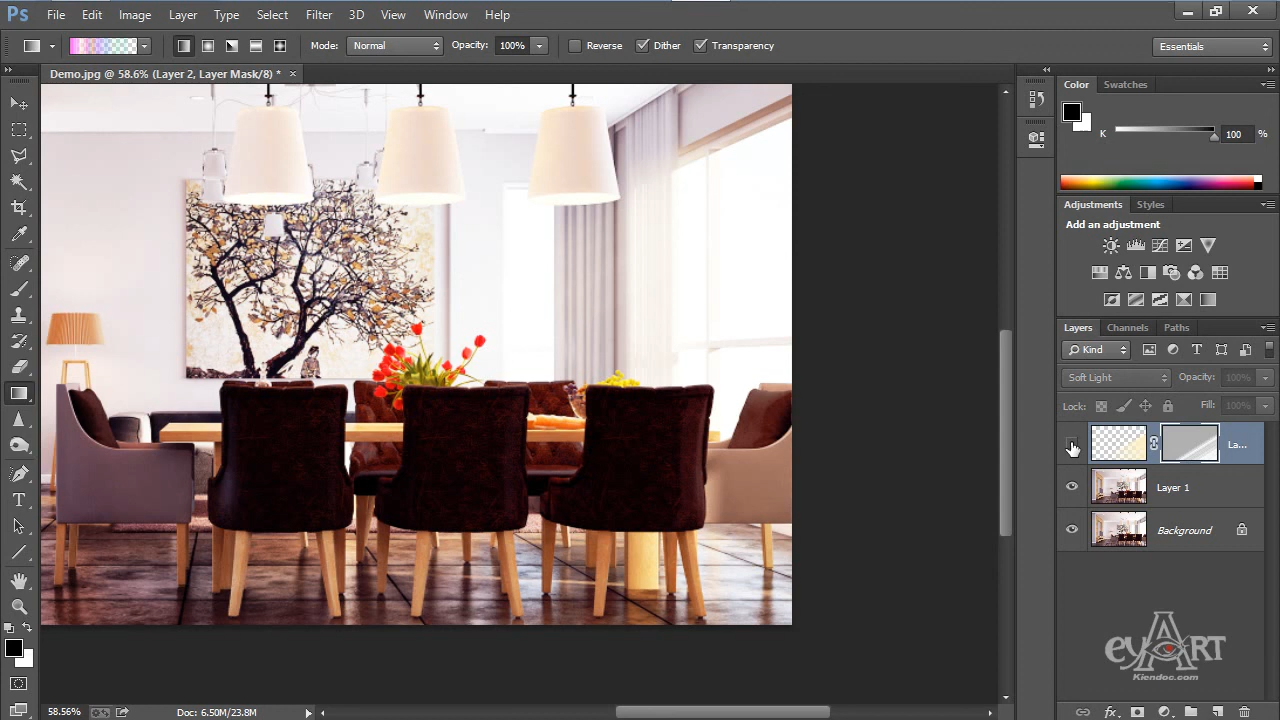 Ps File Edit Image Layer Type Select Filter 3D View Window Help
Mode: Normal Opacity: 100% Reverse Dither Transparency Essentials
Demo.jpg @ 58.6% (Layer 2, Layer Mask/8) * ×
Color Swatches
K 100 %
Adjustments Styles
Add an adjustment
Layers Channels Paths
Kind
Soft Light Opacity: 100%
Lock: Fill: 100%
La...
Layer 1
Background
eyART
Kiendoc.com
58.56% Doc: 6.50M/23.8M
fx